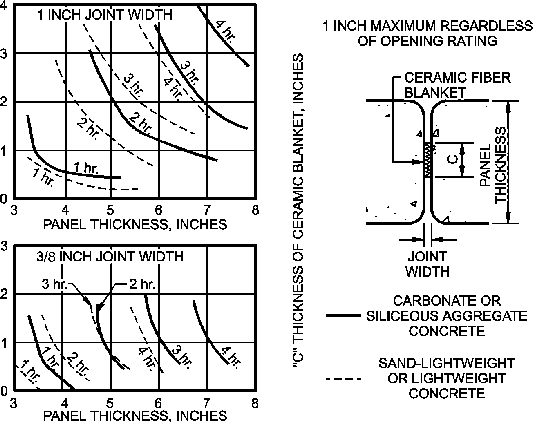 1 INCH JOINT WIDTH
4
3
2
1
0
1 hr.
1 hr.
2 hr.
2 hr.
3 hr.
4 hr.
3 hr.
4 hr.
3 4 5 6 7 8
PANEL THICKNESS, INCHES
3/8 INCH JOINT WIDTH
3
2
1
0
3 hr.
2 hr.
1 hr.
1 hr.
2 hr.
4 hr.
3 hr.
4 hr.
3 4 5 6 7 8
PANEL THICKNESS, INCHES
"C" THICKNESS OF CERAMIC BLANKET, INCHES
1 INCH MAXIMUM REGARDLESS
OF OPENING RATING
CERAMIC FIBER
BLANKET
C
PANEL
THICKNESS
JOINT
WIDTH
CARBONATE OR
SILICEOUS AGGREGATE
CONCRETE
SAND-LIGHTWEIGHT
OR LIGHTWEIGHT
CONCRETE